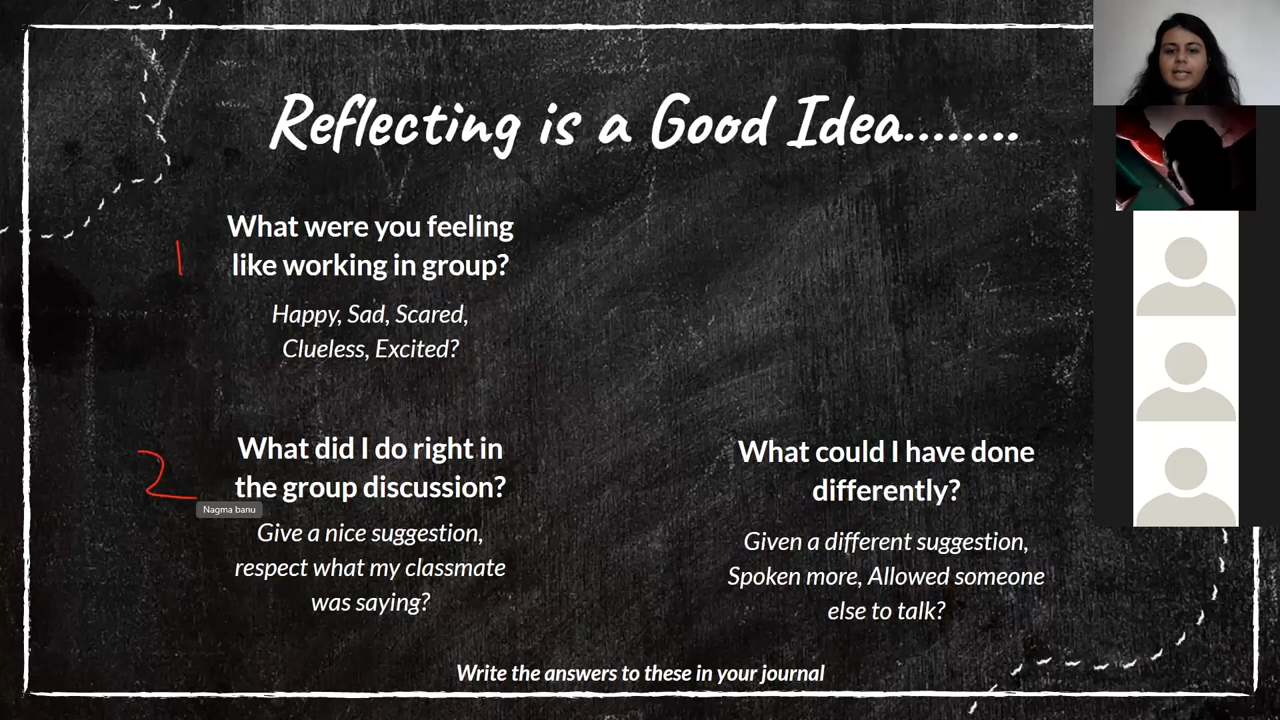 Reflecting is a Good Idea........
1
What were you feeling
like working in group?
Happy, Sad, Scared,
Clueless, Excited?
2
What did I do right in
the group discussion?
Nagma banu
Give a nice suggestion,
respect what my classmate
was saying?
What could I have done
differently?
Given a different suggestion,
Spoken more, Allowed someone
else to talk?
Write the answers to these in your journal